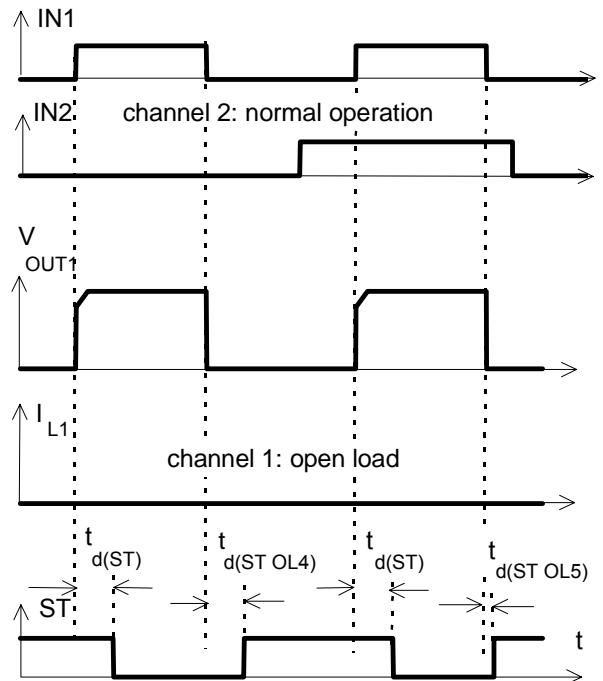 IN1
IN2 channel 2: normal operation
V
OUT1
I
L1
channel 1: open load
t t t t
d(ST) d(ST OL4) d(ST) d(ST OL5)
ST
t